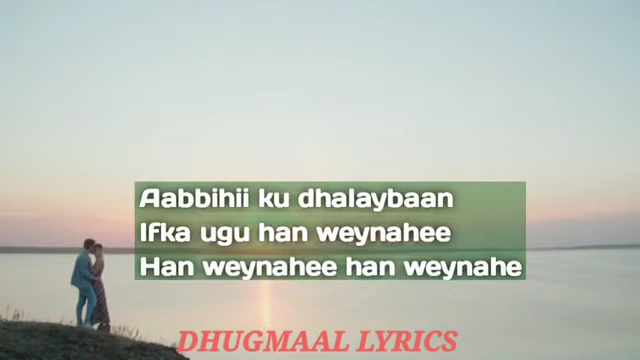 Aabbihii ku dhalaybaan
Ifka ugu han weynahee
Han weynahee han weynahe
DHUGMAAL LYRICS